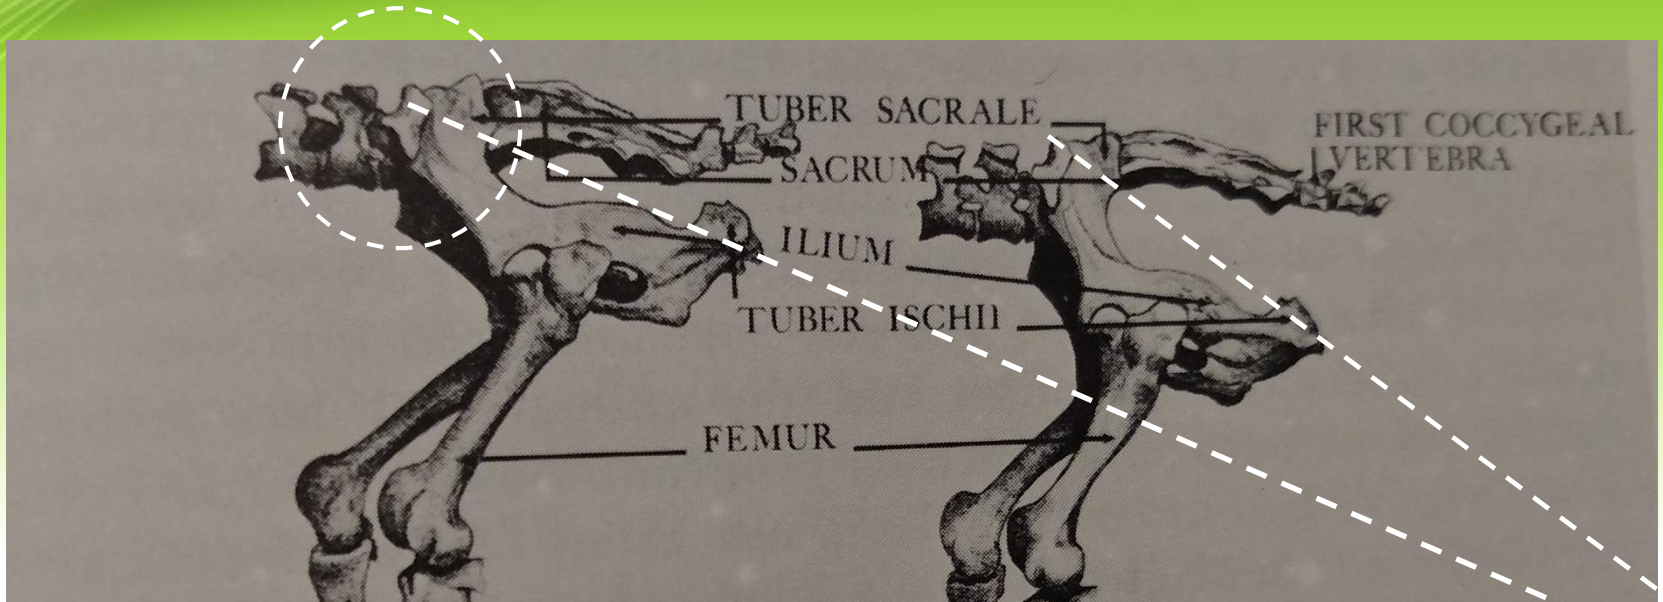 TUBER SACRALE
FIRST COCCYGEAL
VERTEBRA
SACRUM
ILIUM
TUBER ISCHII
FEMUR